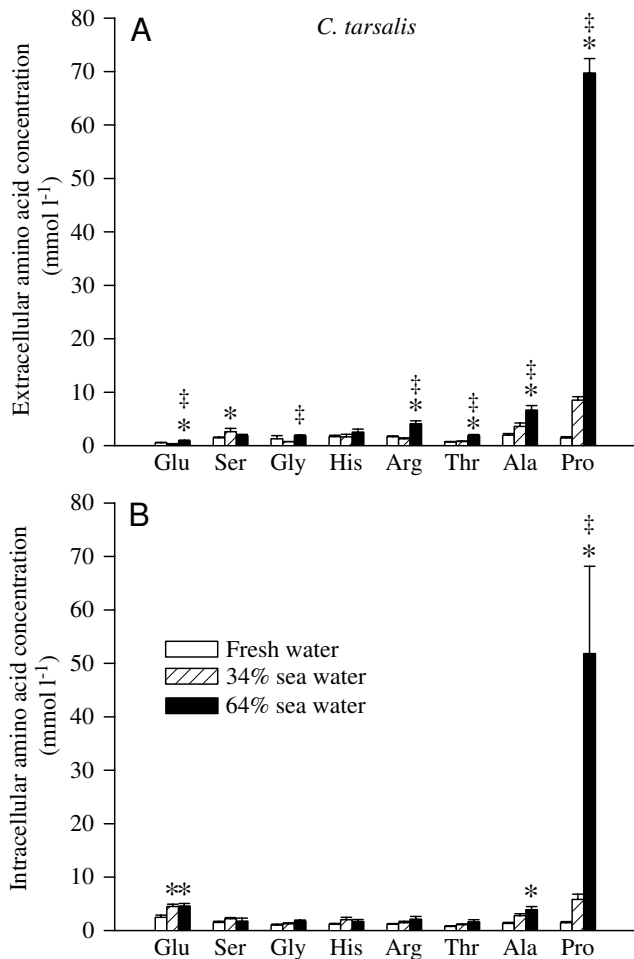 A
C. tarsalis
Extracellular amino acid concentration
(mmol l-1)
80
70
60
50
40
30
20
10
0
‡
*
‡
*
*
‡
‡
*
‡
*
‡
*
Glu Ser Gly His Arg Thr Ala Pro
B
Intracellular amino acid concentration
(mmol l-1)
80
70
60
50
40
30
20
10
0
‡
*
Fresh water
34% sea water
64% sea water
**
*
Glu Ser Gly His Arg Thr Ala Pro